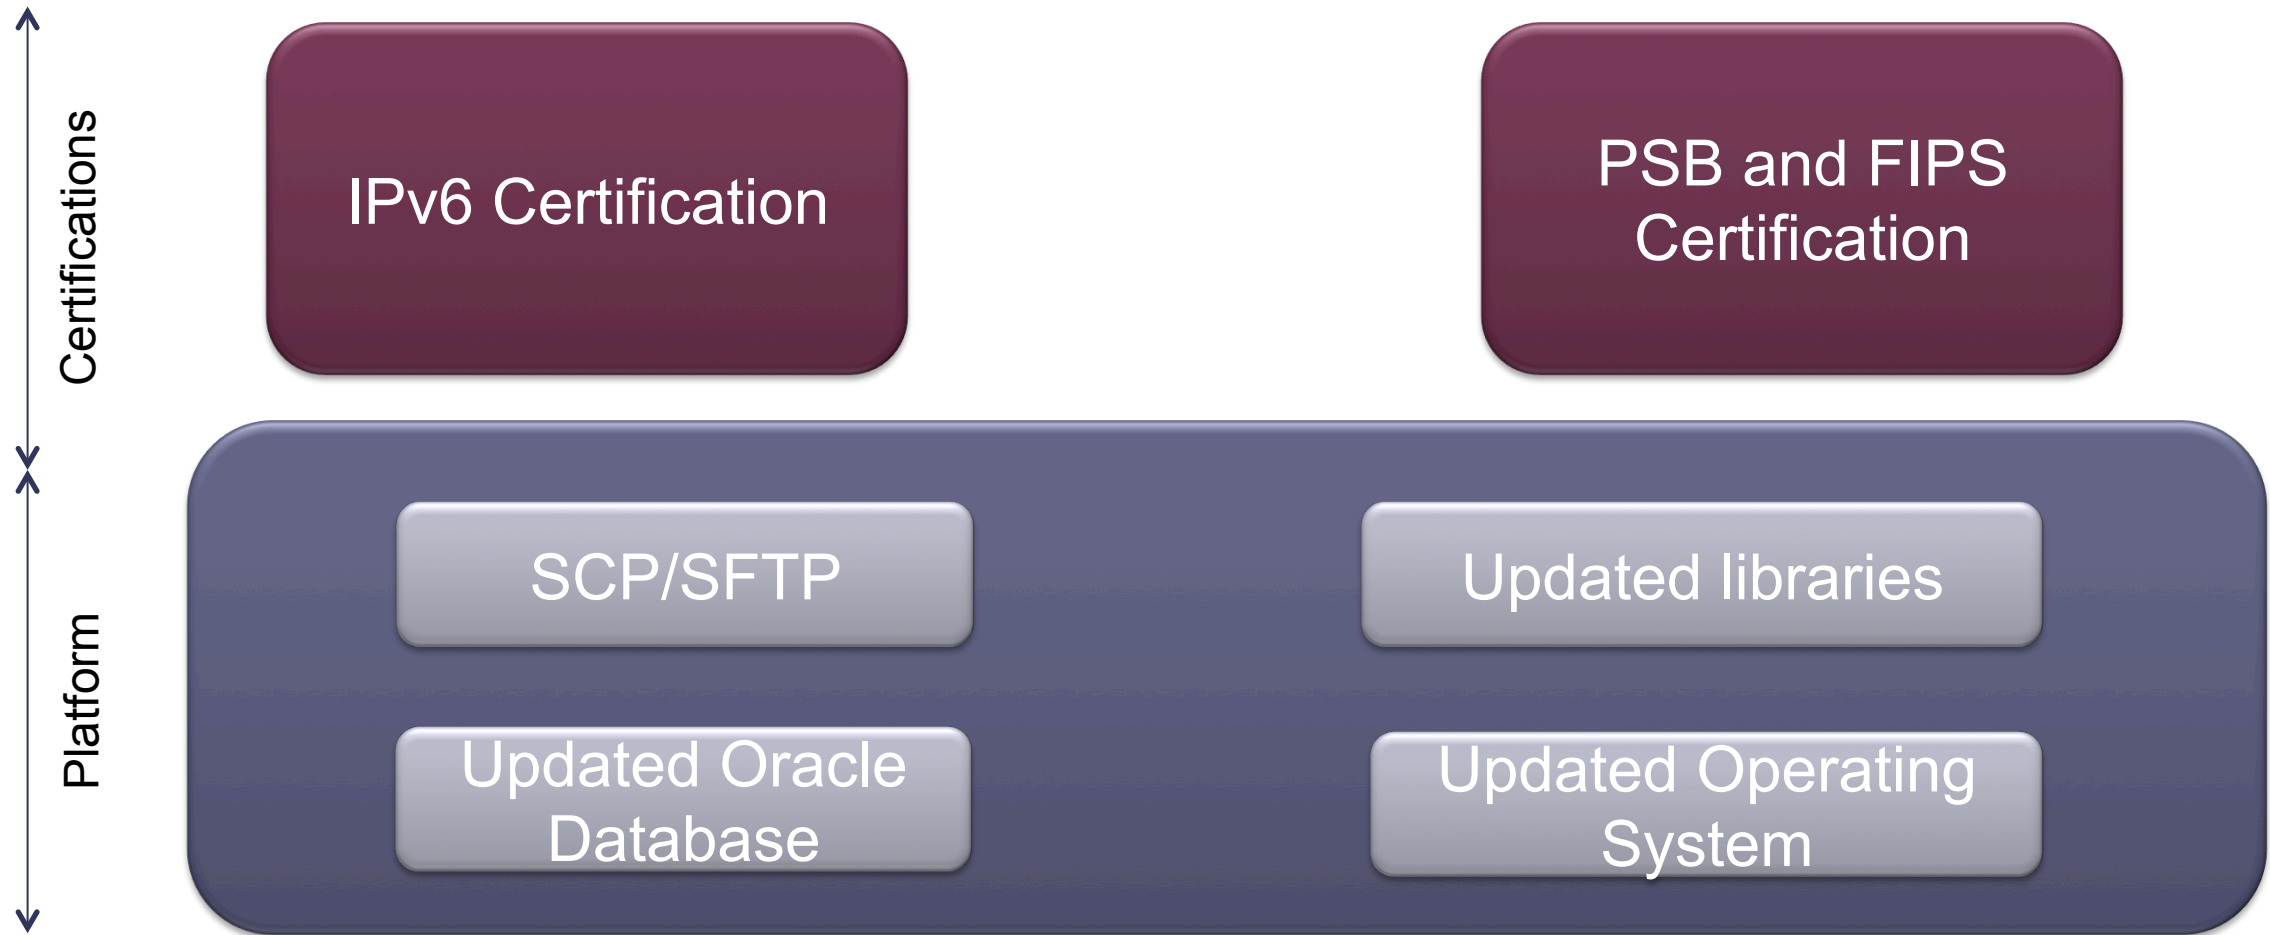 Certifications
IPv6 Certification
PSB and FIPS
Certification
Platform
SCP/SFTP
Updated libraries
Updated Oracle
Database
Updated Operating
System